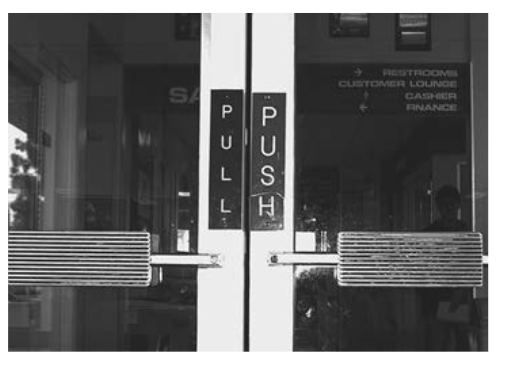 PULL
PUSH
→ RESTROOMS
CUSTOMER LOUNGE
↑ CASHIER
← FINANCE